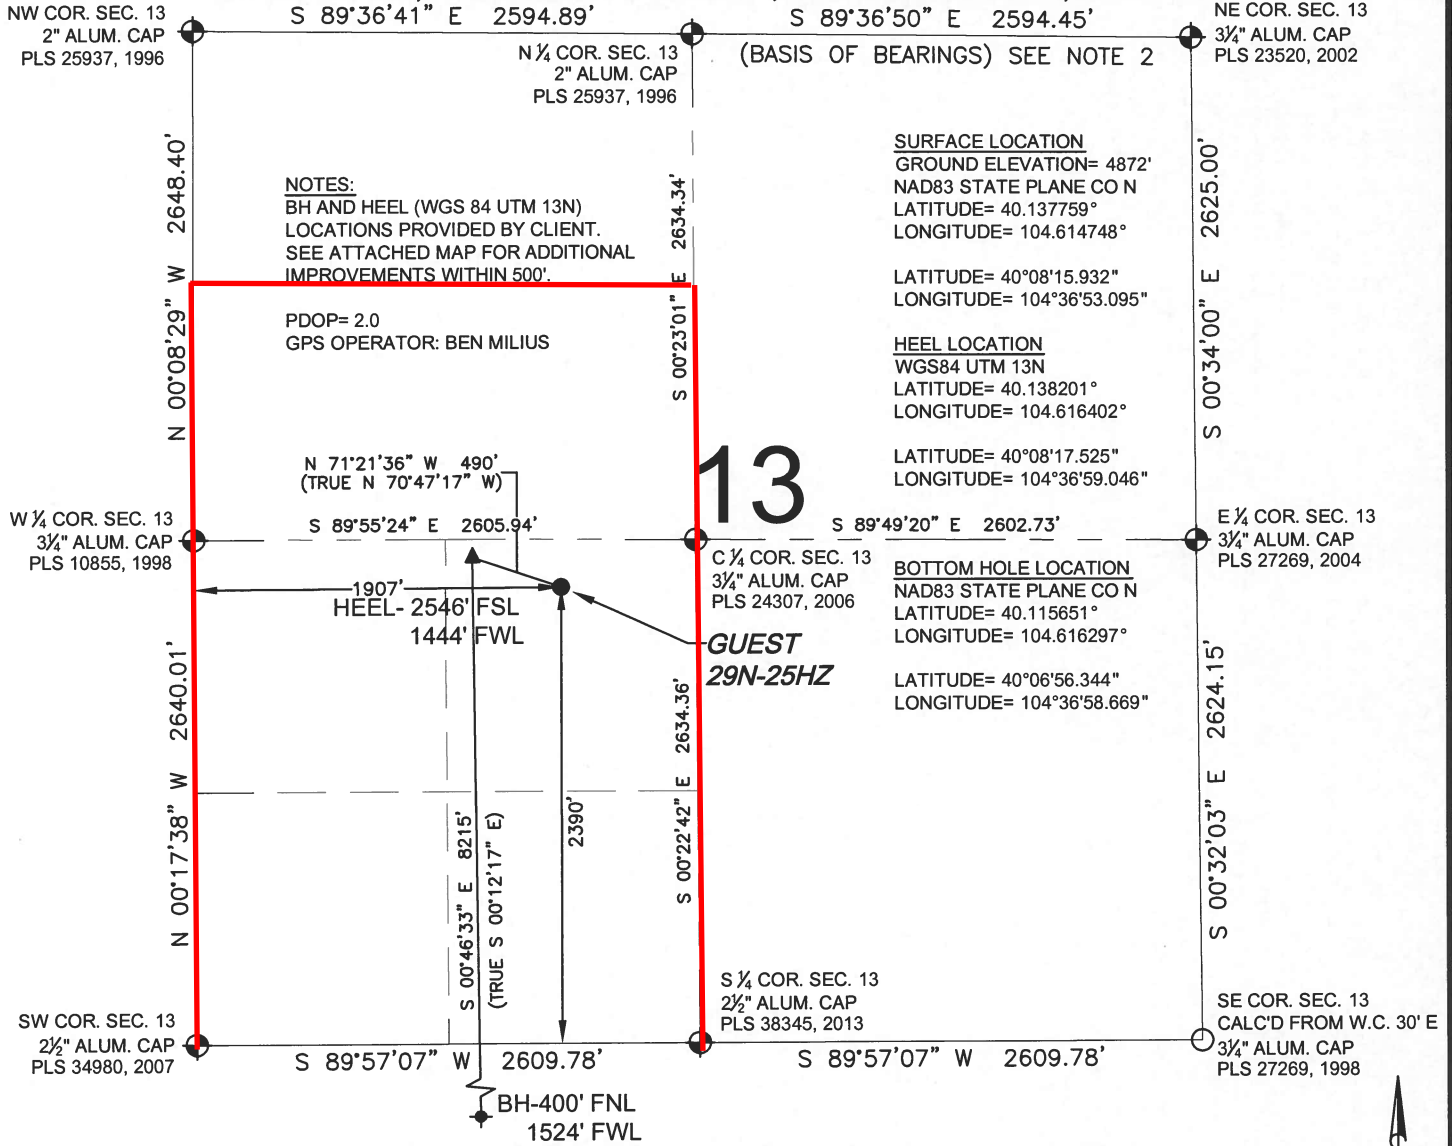 S 89°36'41" E 2594.89'
S 89°36'50" E 2594.45'
NW COR. SEC. 13
2" ALUM. CAP
PLS 25937, 1996
N ¼ COR. SEC. 13
2" ALUM. CAP
PLS 25937, 1996
(BASIS OF BEARINGS) SEE NOTE 2
NE COR. SEC. 13
3¼" ALUM. CAP
PLS 23520, 2002
N 00°08'29" W 2648.40'
NOTES:
BH AND HEEL (WGS 84 UTM 13N)
LOCATIONS PROVIDED BY CLIENT.
SEE ATTACHED MAP FOR ADDITIONAL
IMPROVEMENTS WITHIN 500'.
PDOP= 2.0
GPS OPERATOR: BEN MILIUS
S 00°23'01" E 2634.34'
SURFACE LOCATION
GROUND ELEVATION= 4872'
NAD83 STATE PLANE CO N
LATITUDE= 40.137759°
LONGITUDE= 104.614748°
LATITUDE= 40°08'15.932"
LONGITUDE= 104°36'53.095"
HEEL LOCATION
WGS84 UTM 13N
LATITUDE= 40.138201°
LONGITUDE= 104.616402°
LATITUDE= 40°08'17.525"
LONGITUDE= 104°36'59.046"
S 00°34'00" E 2625.00'
N 71°21'36" W 490'
(TRUE N 70°47'17" W)
13
W ¼ COR. SEC. 13
3¼" ALUM. CAP
PLS 10855, 1998
S 89°55'24" E 2605.94'
S 89°49'20" E 2602.73'
C ¼ COR. SEC. 13
3¼" ALUM. CAP
PLS 24307, 2006
E ¼ COR. SEC. 13
3¼" ALUM. CAP
PLS 27269, 2004
BOTTOM HOLE LOCATION
NAD83 STATE PLANE CO N
LATITUDE= 40.115651°
LONGITUDE= 104.616297°
LATITUDE= 40°06'56.344"
LONGITUDE= 104°36'58.669"
1907'
HEEL- 2546' FSL
1444' FWL
GUEST
29N-25HZ
N 00°17'38" W 2640.01'
S 00°46'33" E 8215'
(TRUE S 00°12'17" E)
2390'
S 00°22'42" E 2634.36'
S 00°32'03" E 2624.15'
SW COR. SEC. 13
2½" ALUM. CAP
PLS 34980, 2007
S ¼ COR. SEC. 13
2½" ALUM. CAP
PLS 38345, 2013
SE COR. SEC. 13
CALC'D FROM W.C. 30' E
3¼" ALUM. CAP
PLS 27269, 1998
S 89°57'07" W 2609.78'
S 89°57'07" W 2609.78'
BH-400' FNL
1524' FWL